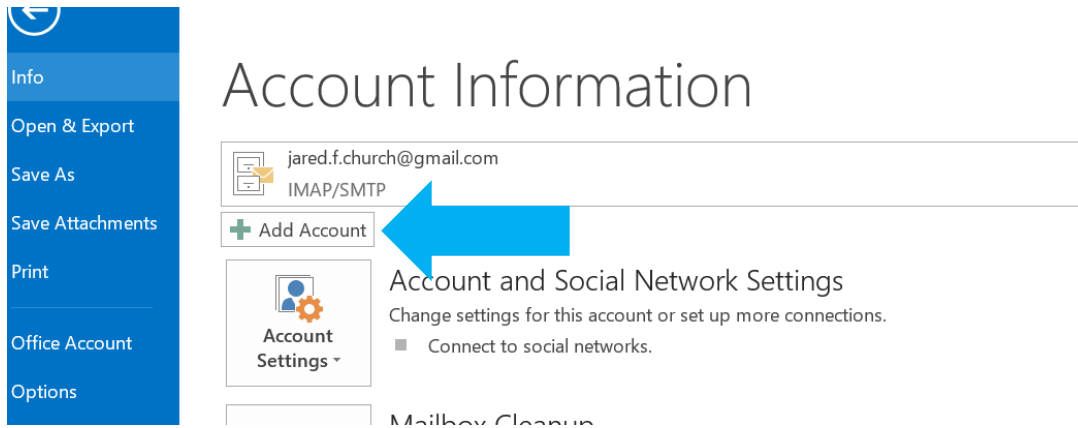 Info
Open & Export
Save As
Save Attachments
Print
Office Account
Options
Account Information
jared.f.church@gmail.com
IMAP/SMTP
Add Account
Account
Settings
Account and Social Network Settings
Change settings for this account or set up more connections.
Connect to social networks.
Mailbox Cleanup